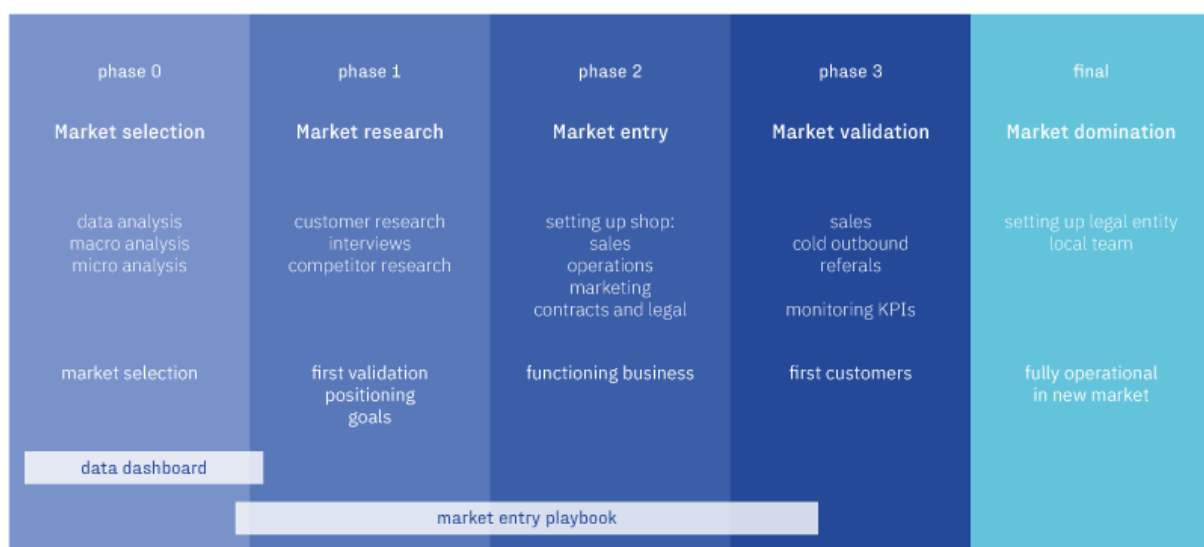 phase 0
Market selection
data analysis
macro analysis
micro analysis
market selection
phase 1
Market research
customer research
interviews
competitor research
first validation
positioning
goals
phase 2
Market entry
setting up shop:
sales
operations
marketing
contracts and legal
functioning business
phase 3
Market validation
sales
cold outbound
referrals
monitoring KPIs
first customers
final
Market domination
setting up legal entity
local team
fully operational
in new market
data dashboard
market entry playbook